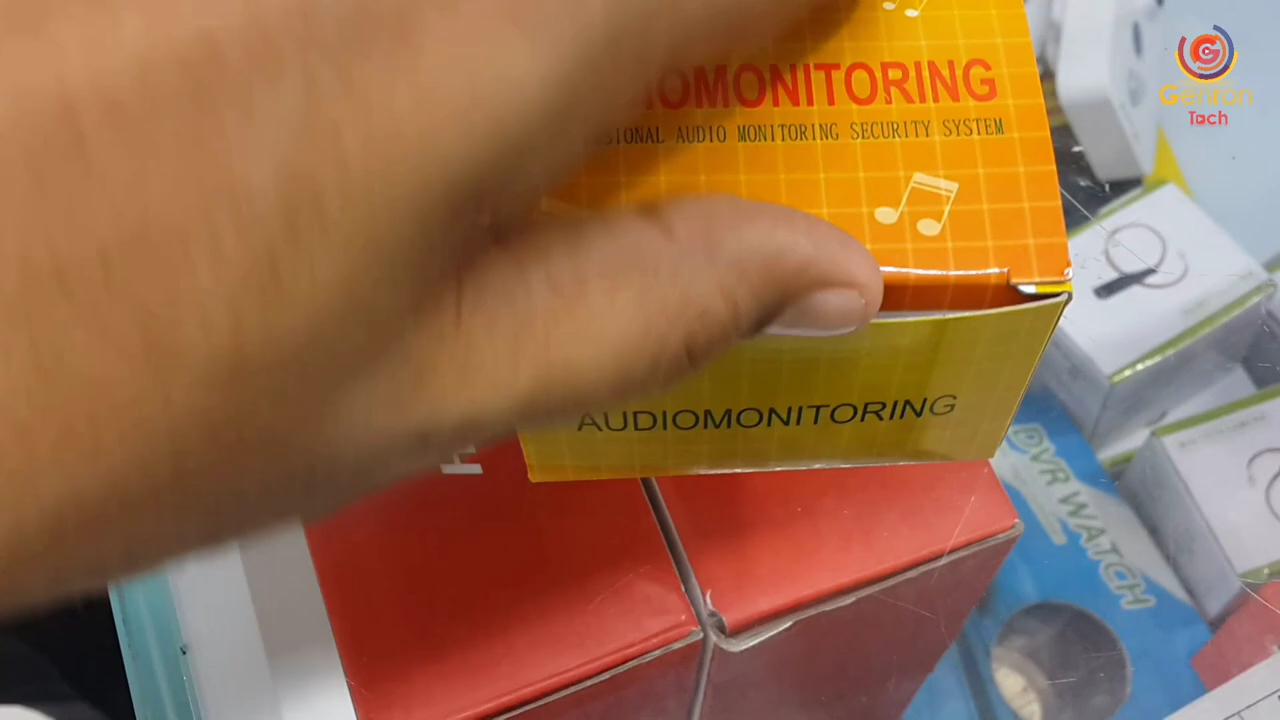 OMONITORING
SIONAL AUDIO MONITORING SECURITY SYSTEM
AUDIOMONITORING
DVR WATCH
G
Genron
Tech